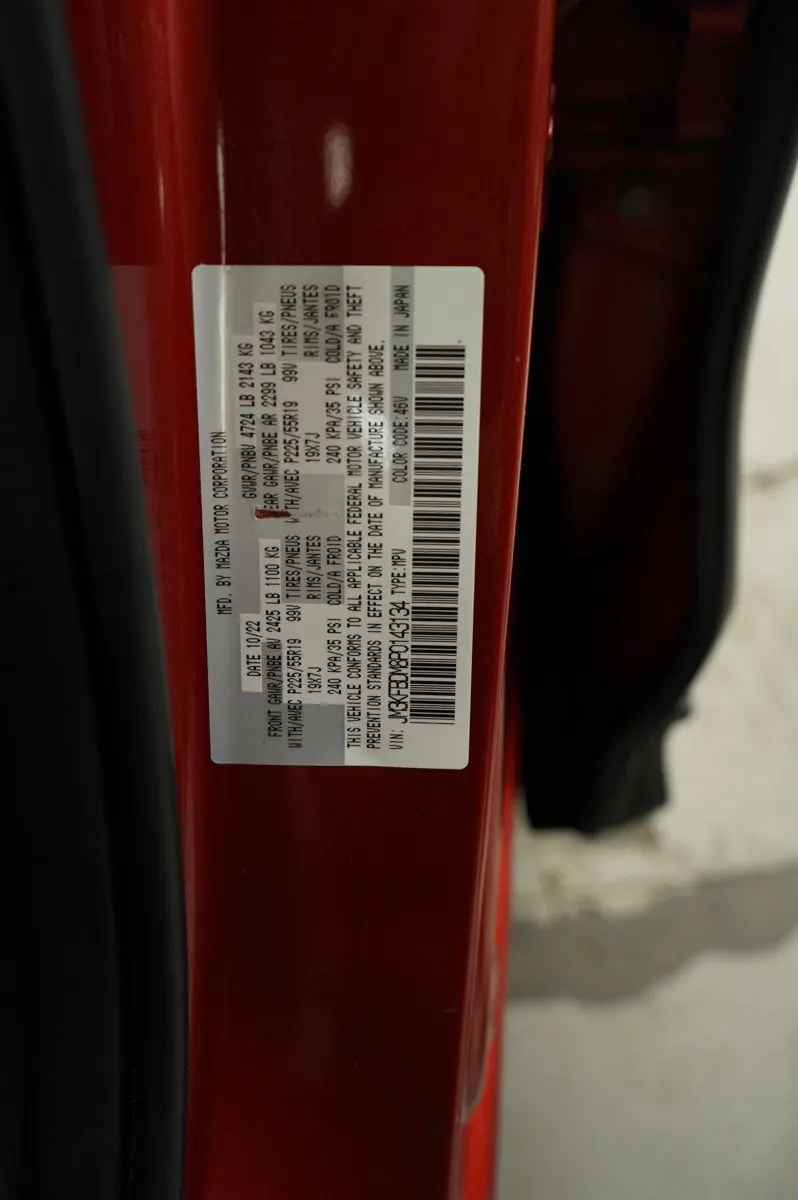 MFD. BY MAZDA MOTOR CORPORATION
DATE 10/22 GVWR/PNBV 4724 LB 2143 KG
FRONT GAWR/PNBE AV 2425 LB 1100 KG REAR GAWR/PNBE AR 2299 LB 1043 KG
WITH/AVEC P225/55R19 99V TIRES/PNEUS WITH/AVEC P225/55R19 99V TIRES/PNEUS
19X7J RIMS/JANTES 19X7J RIMS/JANTES
240 KPA/35 PSI COLD/A FROID 240 KPA/35 PSI COLD/A FROID
THIS VEHICLE CONFORMS TO ALL APPLICABLE FEDERAL MOTOR VEHICLE SAFETY AND THEFT
PREVENTION STANDARDS IN EFFECT ON THE DATE OF MANUFACTURE SHOWN ABOVE.
VIN: JM3KFBDM8P0143134 TYPE:MPV COLOR CODE:46V MADE IN JAPAN